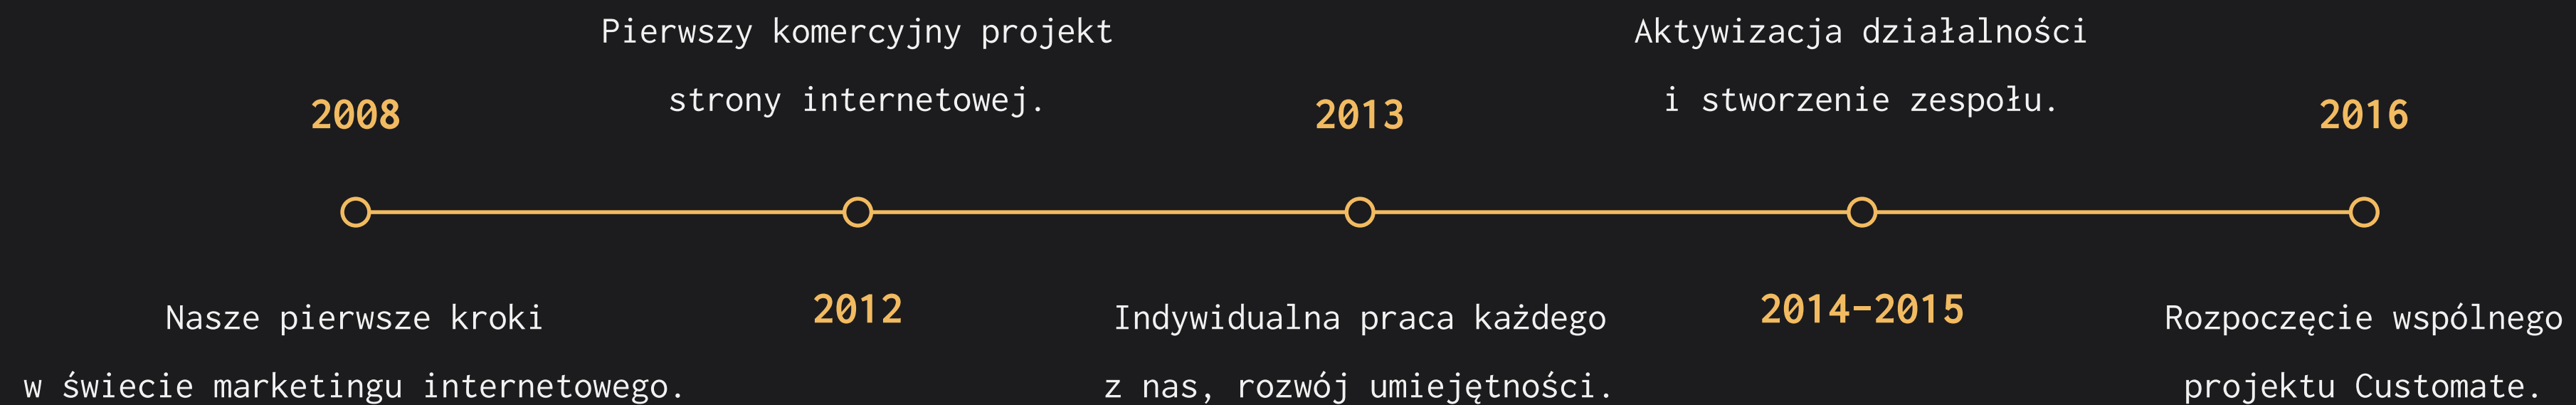 2008
Nasze pierwsze kroki
w świecie marketingu internetowego.
Pierwszy komercyjny projekt
strony internetowej.
2012
2013
Indywidualna praca każdego
z nas, rozwój umiejętności.
Aktywizacja działalności
i stworzenie zespołu.
2014-2015
2016
Rozpoczęcie wspólnego
projektu Customate.